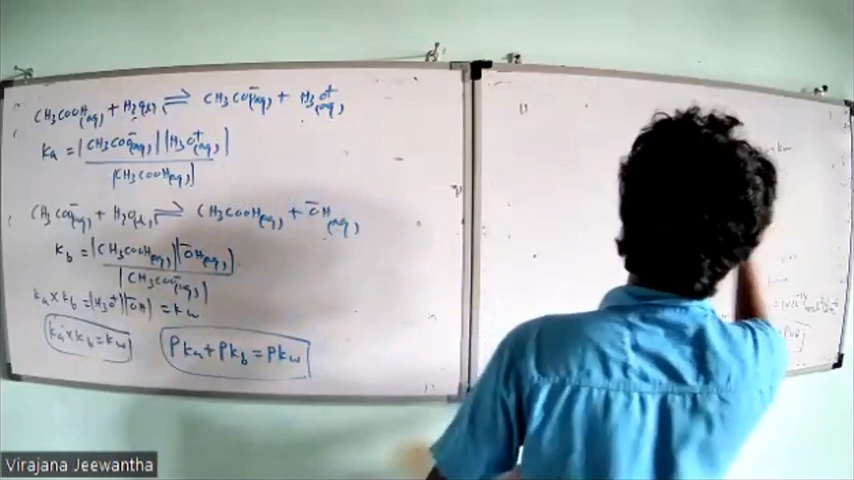 CH₃COOH(aq) + H₂O(l) ⇌ CH₃COO⁻(aq) + H₃O⁺(aq)
Ka = [CH₃COO⁻(aq)][H₃O⁺(aq)]
[CH₃COOH(aq)]
CH₃COO⁻(aq) + H₂O(l) ⇌ CH₃COOH(aq) + ⁻OH(aq)
Kb = [CH₃COOH(aq)][⁻OH(aq)]
[CH₃COO⁻(aq)]
Ka × Kb = [H₃O⁺][⁻OH] = Kw
Ka × Kb = Kw
PKa + PKb = PKw
Virajana Jeewantha